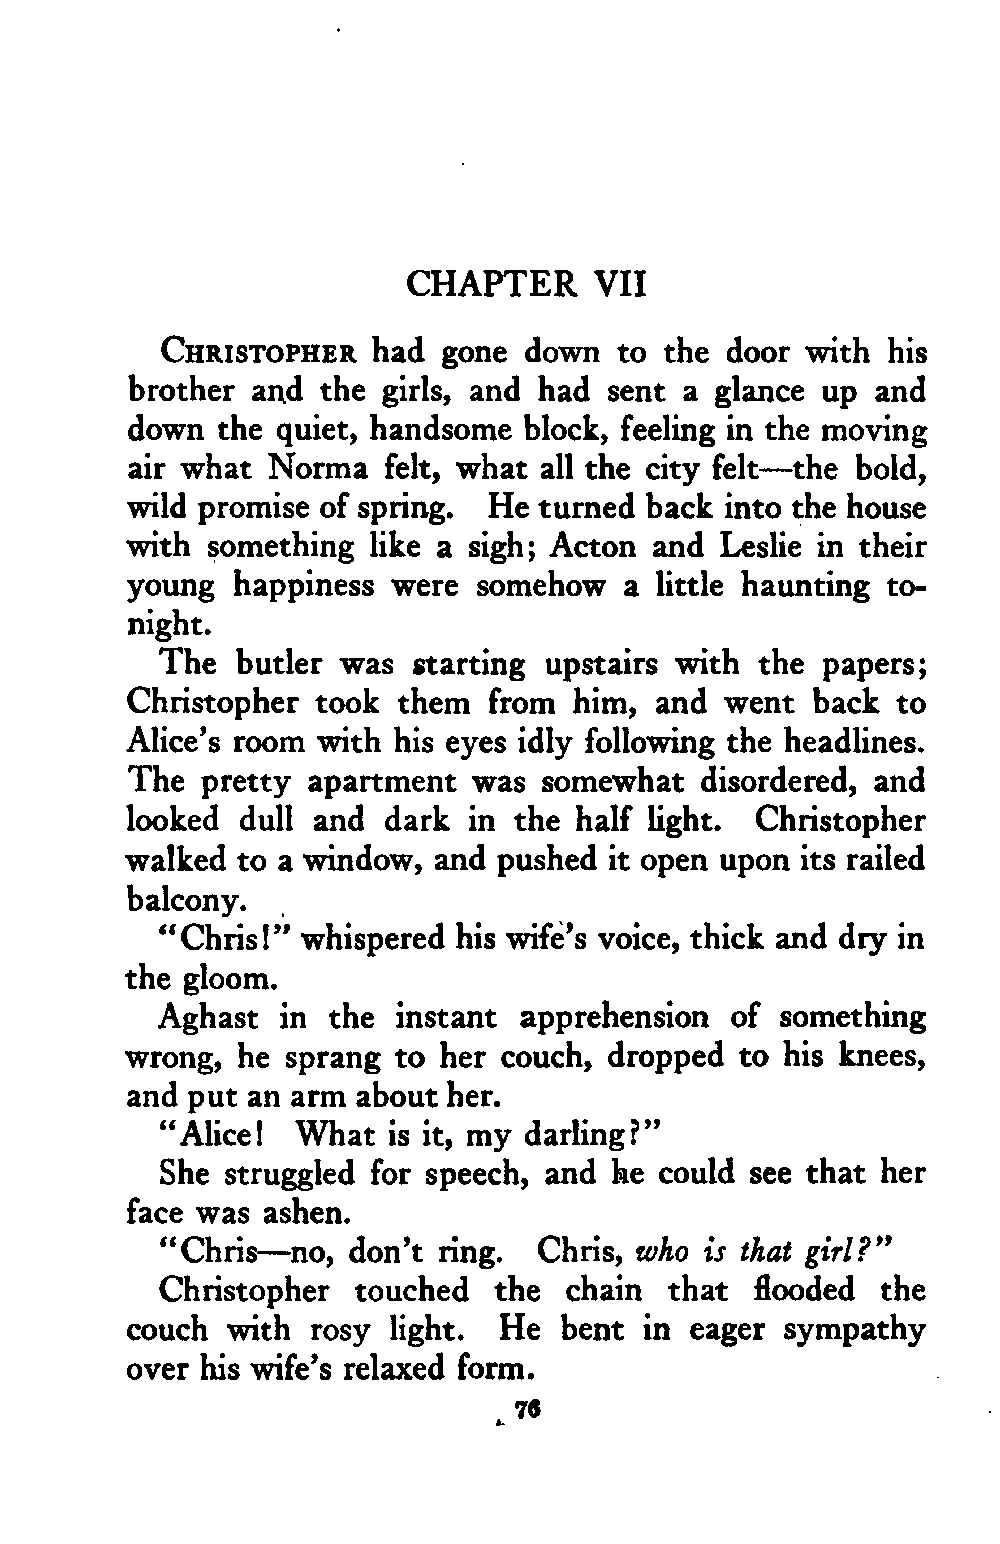 CHAPTER VII
CHRISTOPHER had gone down to the door with his
brother and the girls, and had sent a glance up and
down the quiet, handsome block, feeling in the moving
air what Norma felt, what all the city felt—the bold,
wild promise of spring. He turned back into the house
with something like a sigh; Acton and Leslie in their
young happiness were somehow a little haunting to-
night.
The butler was starting upstairs with the papers;
Christopher took them from him, and went back to
Alice's room with his eyes idly following the headlines.
The pretty apartment was somewhat disordered, and
looked dull and dark in the half light. Christopher
walked to a window, and pushed it open upon its railed
balcony.
"Chris!" whispered his wife's voice, thick and dry in
the gloom.
Aghast in the instant apprehension of something
wrong, he sprang to her couch, dropped to his knees,
and put an arm about her.
"Alice! What is it, my darling?"
She struggled for speech, and he could see that her
face was ashen.
"Chris—no, don't ring. Chris, who is that girl?"
Christopher touched the chain that flooded the
couch with rosy light. He bent in eager sympathy
over his wife's relaxed form.
76